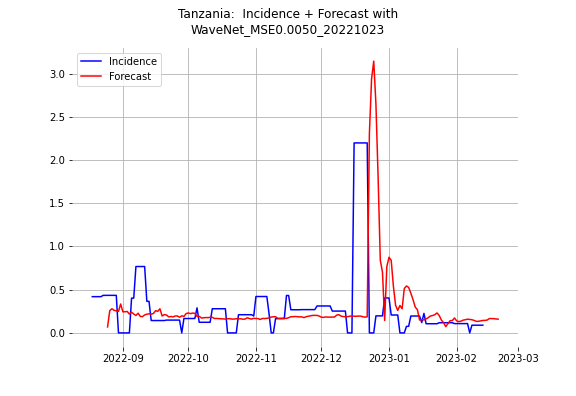 Tanzania:  Incidence + Forecast with
WaveNet_MSE0.0050_20221023
Incidence
Forecast
3.0
2.5
2.0
1.5
1.0
0.5
0.0
2022-09 2022-10 2022-11 2022-12 2023-01 2023-02 2023-03